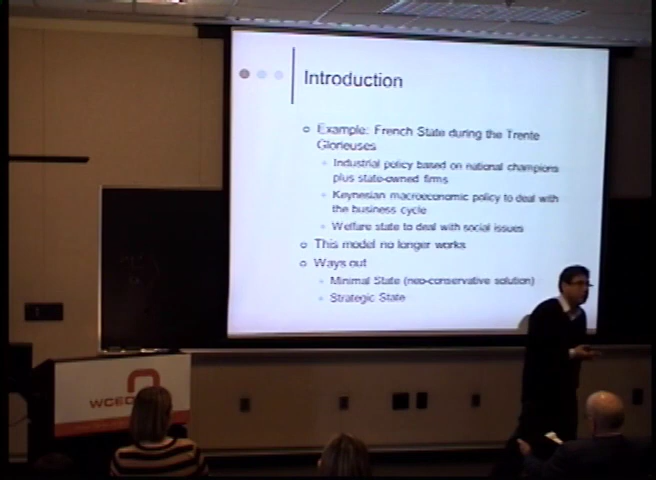 Introduction
Example: French State during the Trente
Glorieuses
Industrial policy based on national champions
plus state-owned firms
Keynesian macroeconomic policy to deal with
the business cycle
Welfare state to deal with social issues
This model no longer works
Ways out
Minimal State (neo-conservative solution)
Strategic State